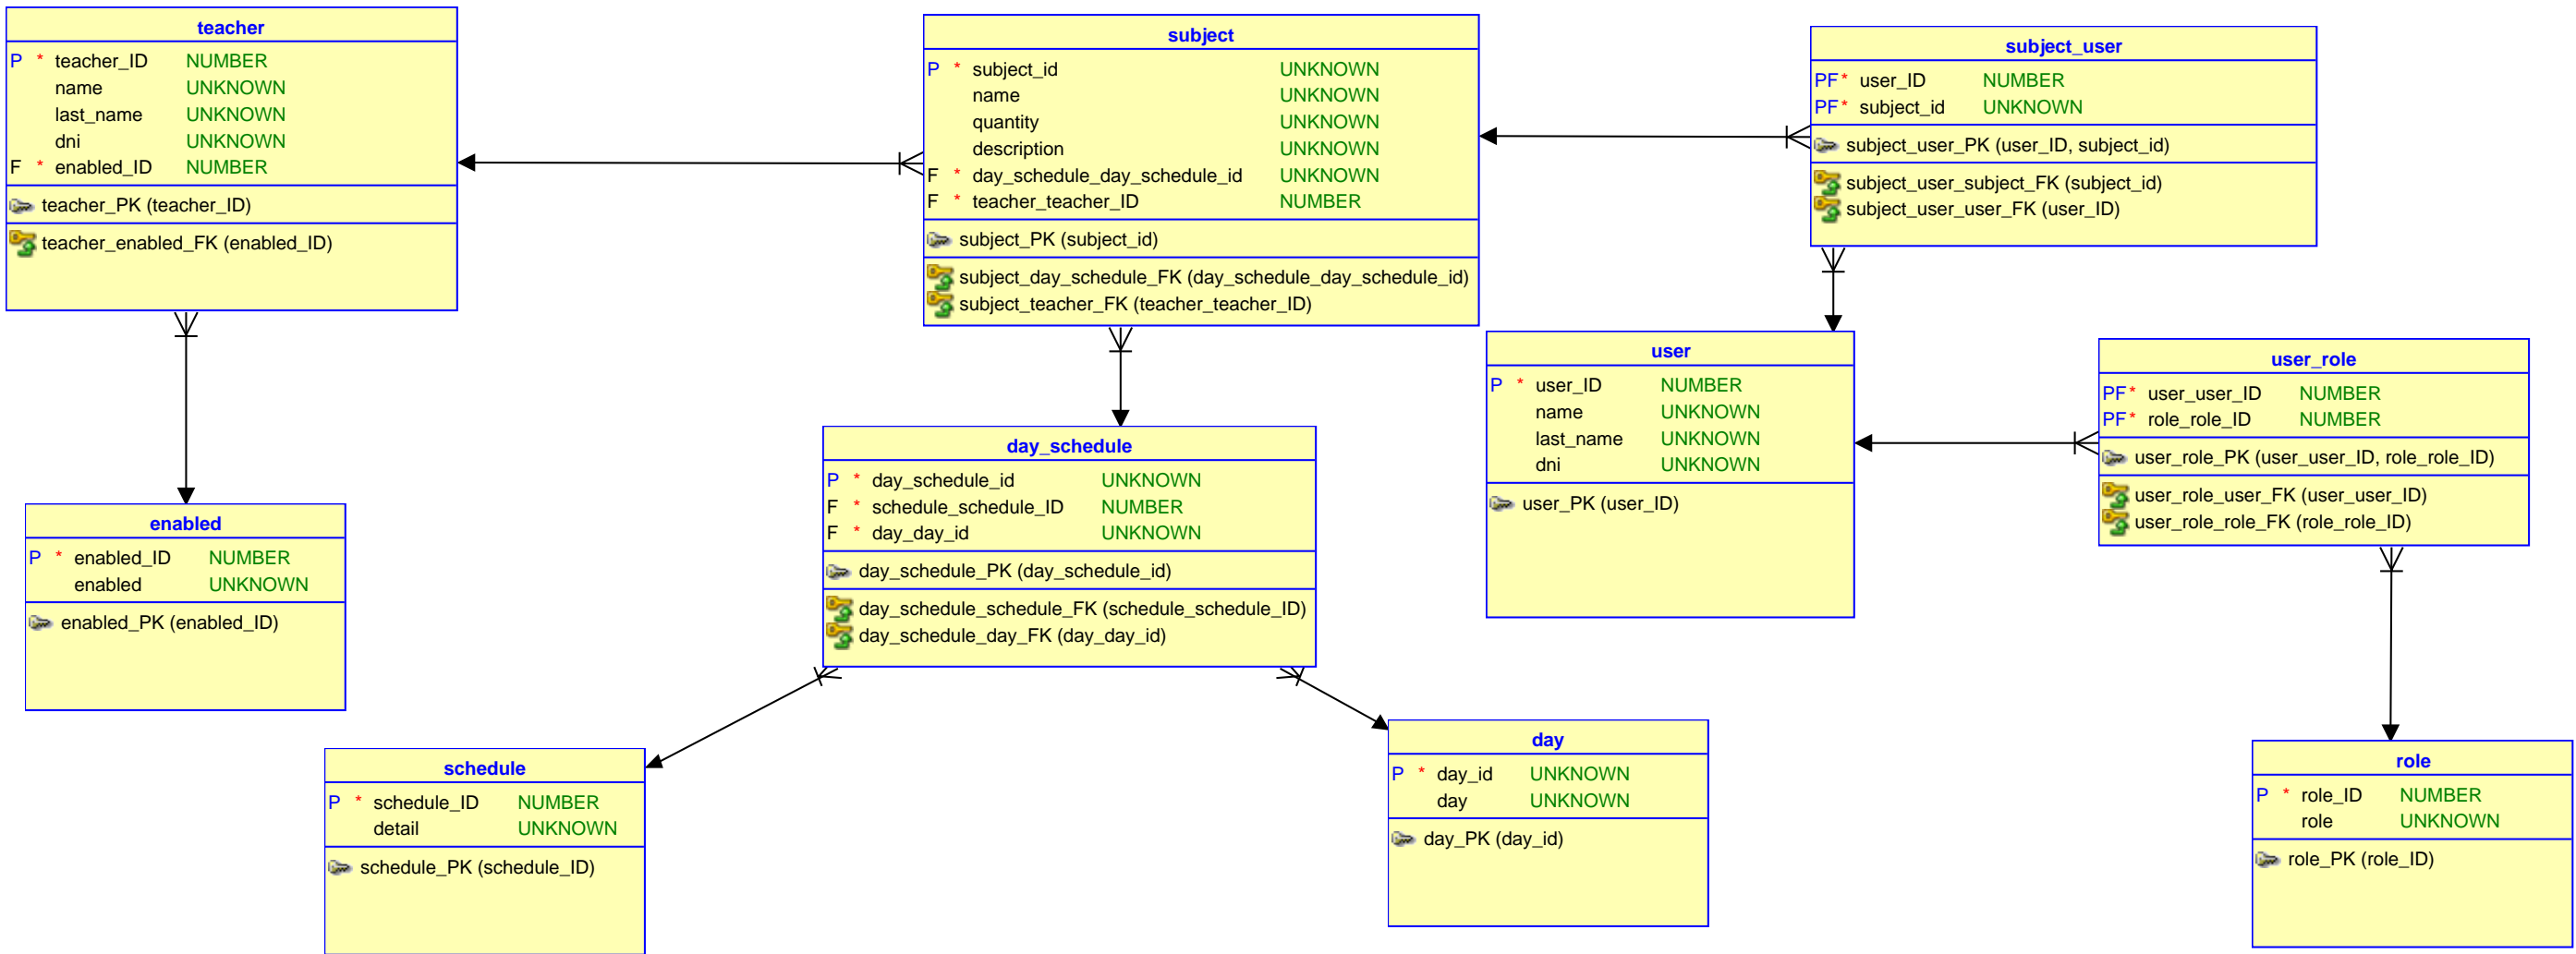 teacher
P * teacher_ID NUMBER
name UNKNOWN
last_name UNKNOWN
dni UNKNOWN
F * enabled_ID NUMBER
teacher_PK (teacher_ID)
teacher_enabled_FK (enabled_ID)
subject
P * subject_id UNKNOWN
name UNKNOWN
quantity UNKNOWN
description UNKNOWN
F * day_schedule_day_schedule_id UNKNOWN
F * teacher_teacher_ID NUMBER
subject_PK (subject_id)
subject_day_schedule_FK (day_schedule_day_schedule_id)
subject_teacher_FK (teacher_teacher_ID)
subject_user
PF* user_ID NUMBER
PF* subject_id UNKNOWN
subject_user_PK (user_ID, subject_id)
subject_user_subject_FK (subject_id)
subject_user_user_FK (user_ID)
user
P * user_ID NUMBER
name UNKNOWN
last_name UNKNOWN
dni UNKNOWN
user_PK (user_ID)
user_role
PF* user_user_ID NUMBER
PF* role_role_ID NUMBER
user_role_PK (user_user_ID, role_role_ID)
user_role_user_FK (user_user_ID)
user_role_role_FK (role_role_ID)
day_schedule
P * day_schedule_id UNKNOWN
F * schedule_schedule_ID NUMBER
F * day_day_id UNKNOWN
day_schedule_PK (day_schedule_id)
day_schedule_schedule_FK (schedule_schedule_ID)
day_schedule_day_FK (day_day_id)
enabled
P * enabled_ID NUMBER
enabled UNKNOWN
enabled_PK (enabled_ID)
schedule
P * schedule_ID NUMBER
detail UNKNOWN
schedule_PK (schedule_ID)
day
P * day_id UNKNOWN
day UNKNOWN
day_PK (day_id)
role
P * role_ID NUMBER
role UNKNOWN
role_PK (role_ID)